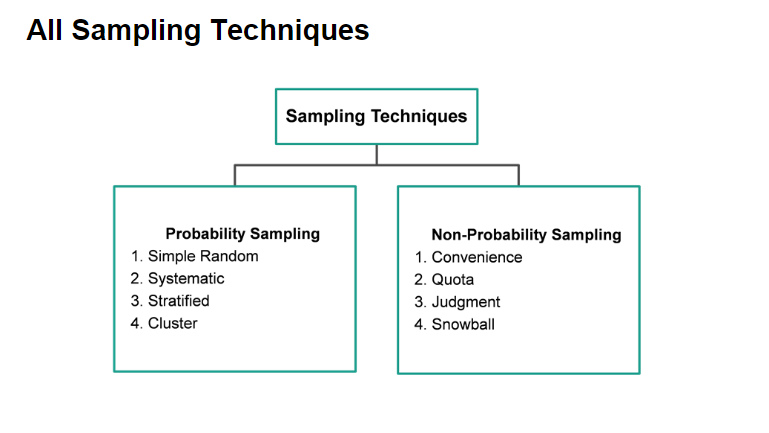 All Sampling Techniques
Sampling Techniques
Probability Sampling
1. Simple Random
2. Systematic
3. Stratified
4. Cluster
Non-Probability Sampling
1. Convenience
2. Quota
3. Judgment
4. Snowball